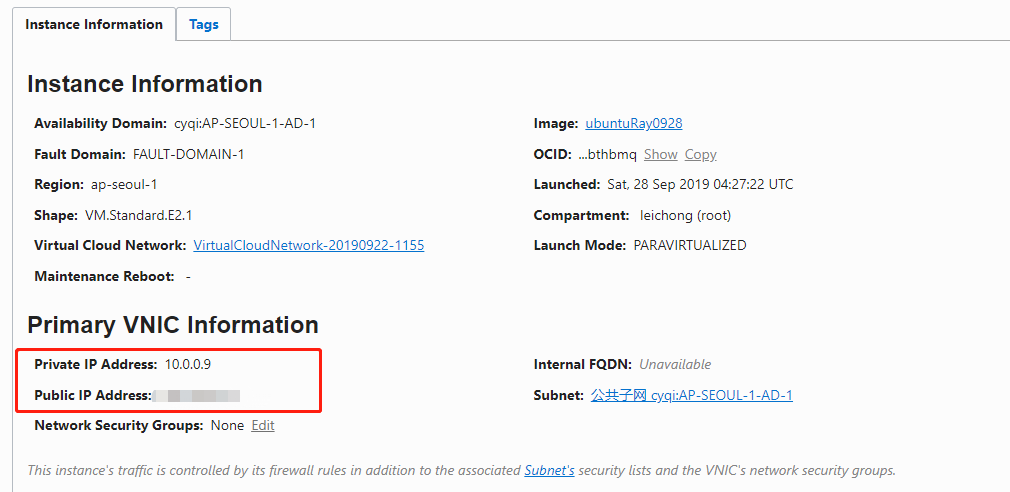 Instance Information Tags
Instance Information
Availability Domain: cyqi:AP-SEOUL-1-AD-1
Fault Domain: FAULT-DOMAIN-1
Region: ap-seoul-1
Shape: VM.Standard.E2.1
Virtual Cloud Network: VirtualCloudNetwork-20190922-1155
Maintenance Reboot: -
Image: ubuntuRay0928
OCID: ...bthbmq Show Copy
Launched: Sat, 28 Sep 2019 04:27:22 UTC
Compartment: leichong (root)
Launch Mode: PARAVIRTUALIZED
Primary VNIC Information
Private IP Address: 10.0.0.9
Public IP Address:
Network Security Groups: None Edit
Internal FQDN: Unavailable
Subnet: 公共子网 cyqi:AP-SEOUL-1-AD-1
This instance's traffic is controlled by its firewall rules in addition to the associated Subnet's security lists and the VNIC's network security groups.